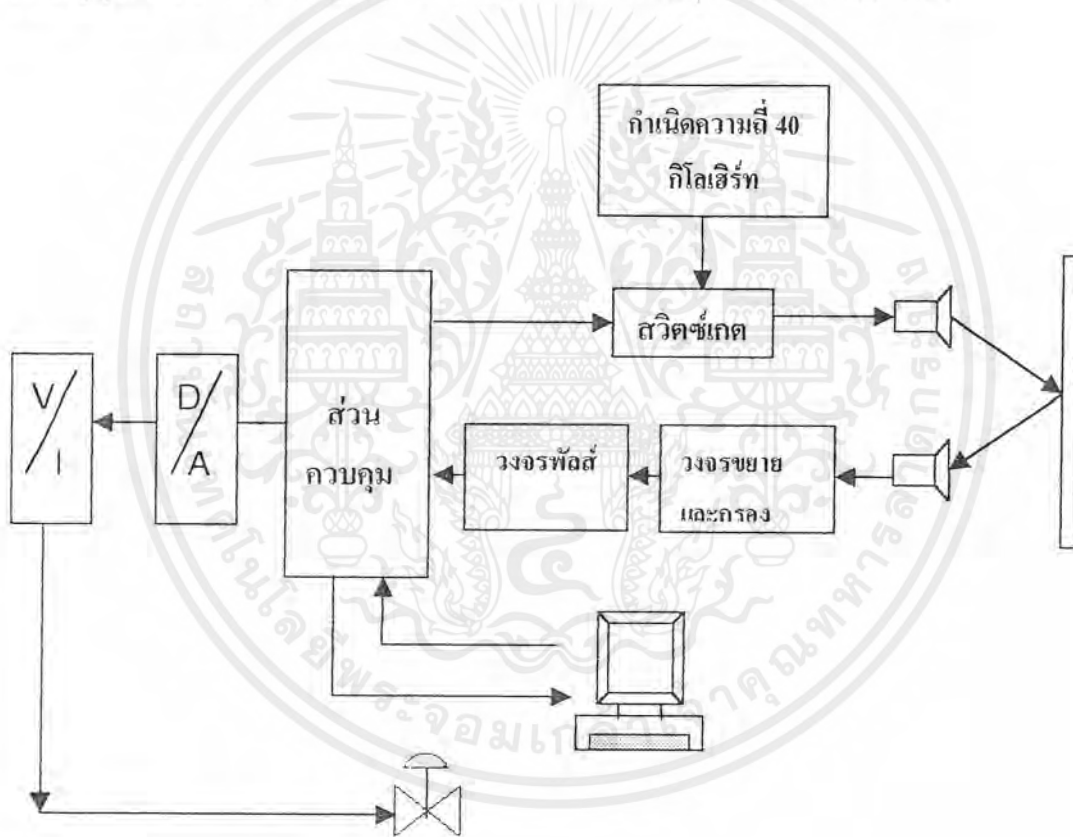 กำเนิดความถี่ 40
กิโลเฮิร์ท
สวิตซ์เกต
V/I
D/A
ส่วน
ควบคุม
วงจรพัลส์
วงจรขยาย
และกรอง